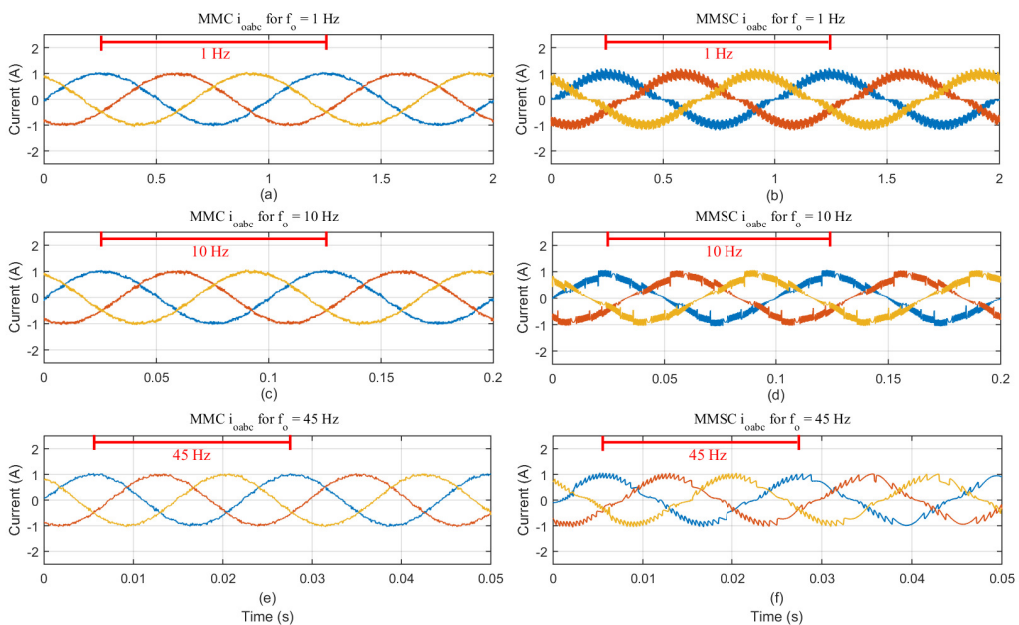 MMC i_oabc for f_o = 1 Hz
2
1
0
-1
-2
Current (A)
1 Hz
0 0.5 1 1.5 2
(a)
MMSC i_oabc for f_o = 1 Hz
2
1
0
-1
-2
Current (A)
1 Hz
0 0.5 1 1.5 2
(b)
MMC i_oabc for f_o = 10 Hz
2
1
0
-1
-2
Current (A)
10 Hz
0 0.05 0.1 0.15 0.2
(c)
MMSC i_oabc for f_o = 10 Hz
2
1
0
-1
-2
Current (A)
10 Hz
0 0.05 0.1 0.15 0.2
(d)
MMC i_oabc for f_o = 45 Hz
2
1
0
-1
-2
Current (A)
45 Hz
0 0.01 0.02 0.03 0.04 0.05
(e)
Time (s)
MMSC i_oabc for f_o = 45 Hz
2
1
0
-1
-2
Current (A)
45 Hz
0 0.01 0.02 0.03 0.04 0.05
(f)
Time (s)